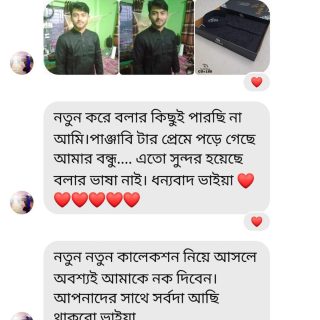 নতুন করে বলার কিছুই পারছি না
আমি।পাঞ্জাবি টার প্রেমে পড়ে গেছে
আমার বন্ধু.... এতো সুন্দর হয়েছে
বলার ভাষা নাই। ধন্যবাদ ভাইয়া ❤️
❤️❤️❤️❤️❤️
নতুন নতুন কালেকশন নিয়ে আসলে
অবশ্যই আমাকে নক দিবেন।
আপনাদের সাথে সর্বদা আছি
থাকবো ভাইয়া